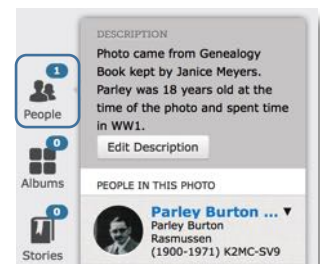 1
People
0
Albums
0
Stories
DESCRIPTION
Photo came from Genealogy
Book kept by Janice Meyers.
Parley was 18 years old at the
time of the photo and spent time
in WW1.
Edit Description
PEOPLE IN THIS PHOTO
Parley Burton ... ▼
Parley Burton
Rasmussen
(1900-1971) K2MC-SV9